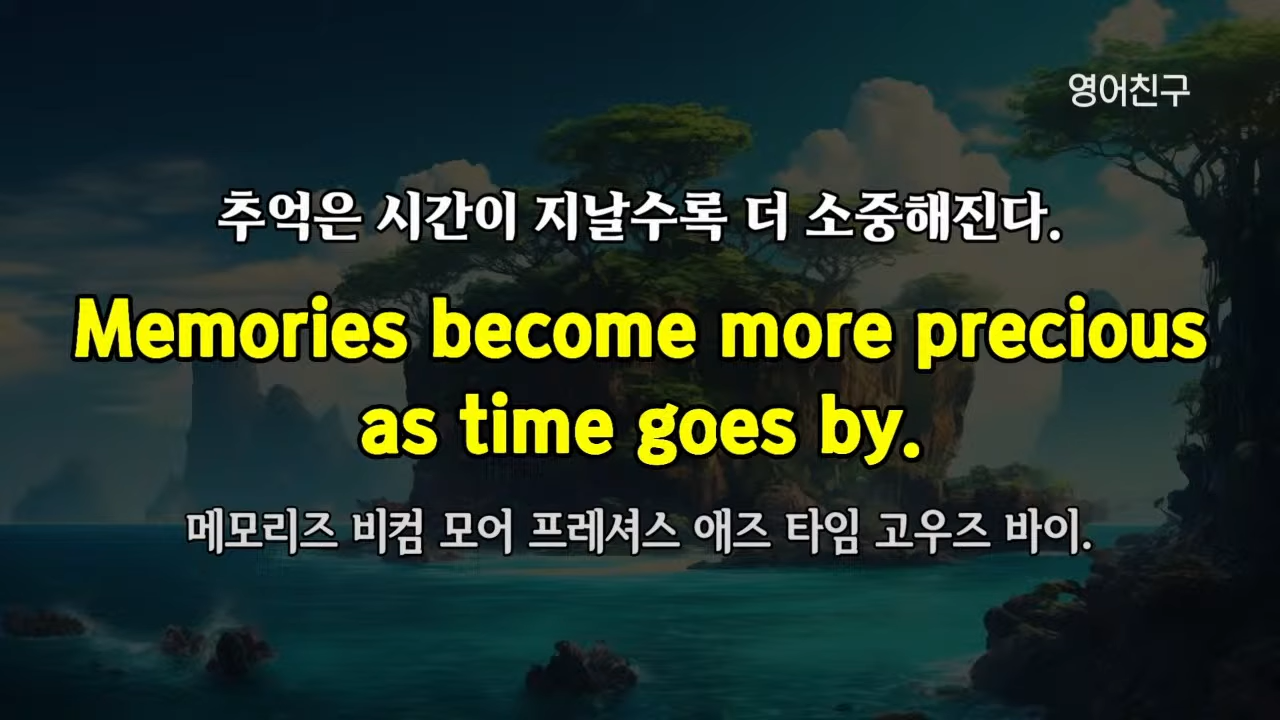 영어친구
추억은 시간이 지날수록 더 소중해진다.
Memories become more precious
as time goes by.
메모리즈 비컴 모어 프레셔스 애즈 타임 고우즈 바이.